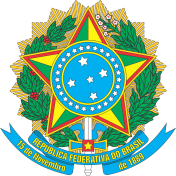 REPÚBLICA FEDERATIVA DO BRASIL
15 de Novembro de 1889